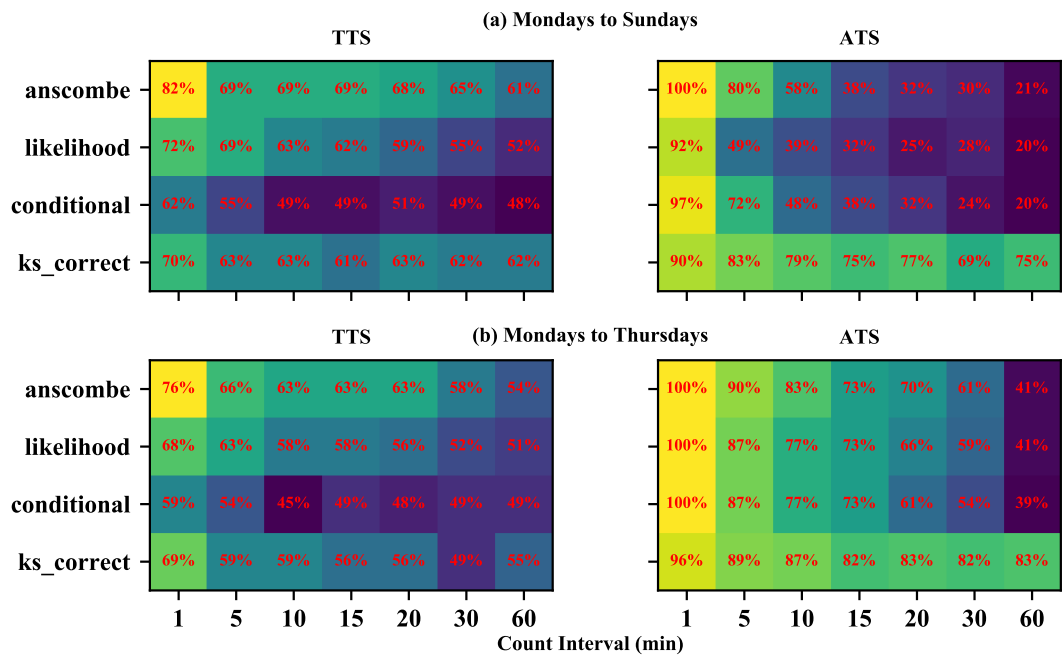 (a) Mondays to Sundays
TTS ATS
anscombe 82% 69% 69% 69% 68% 65% 61% 100% 80% 58% 38% 32% 30% 21%
likelihood 72% 69% 63% 62% 59% 55% 52% 92% 49% 39% 32% 25% 28% 20%
conditional 62% 55% 49% 49% 51% 49% 48% 97% 72% 48% 38% 32% 24% 20%
ks_correct 70% 63% 63% 61% 63% 62% 62% 90% 83% 79% 75% 77% 69% 75%
(b) Mondays to Thursdays
TTS ATS
anscombe 76% 66% 63% 63% 63% 58% 54% 100% 90% 83% 73% 70% 61% 41%
likelihood 68% 63% 58% 58% 56% 52% 51% 100% 87% 77% 73% 66% 59% 41%
conditional 59% 54% 45% 49% 48% 49% 49% 100% 87% 77% 73% 61% 54% 39%
ks_correct 69% 59% 59% 56% 56% 49% 55% 96% 89% 87% 82% 83% 82% 83%
1 5 10 15 20 30 60 1 5 10 15 20 30 60
Count Interval (min)